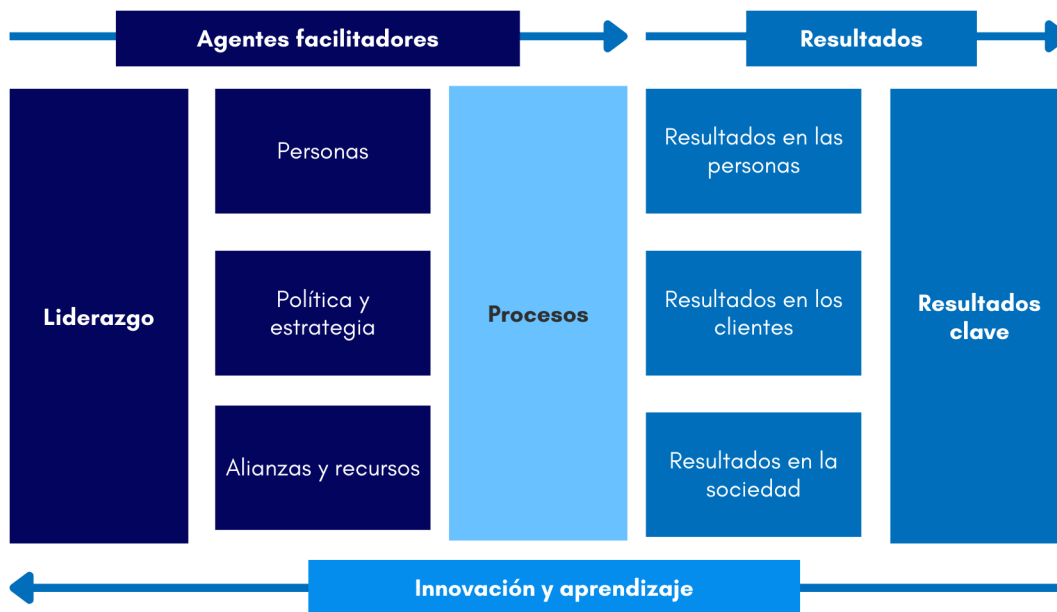 Agentes facilitadores
Resultados
Liderazgo
Personas
Política y
estrategia
Alianzas y recursos
Procesos
Resultados en las
personas
Resultados en los
clientes
Resultados en la
sociedad
Resultados
clave
Innovación y aprendizaje